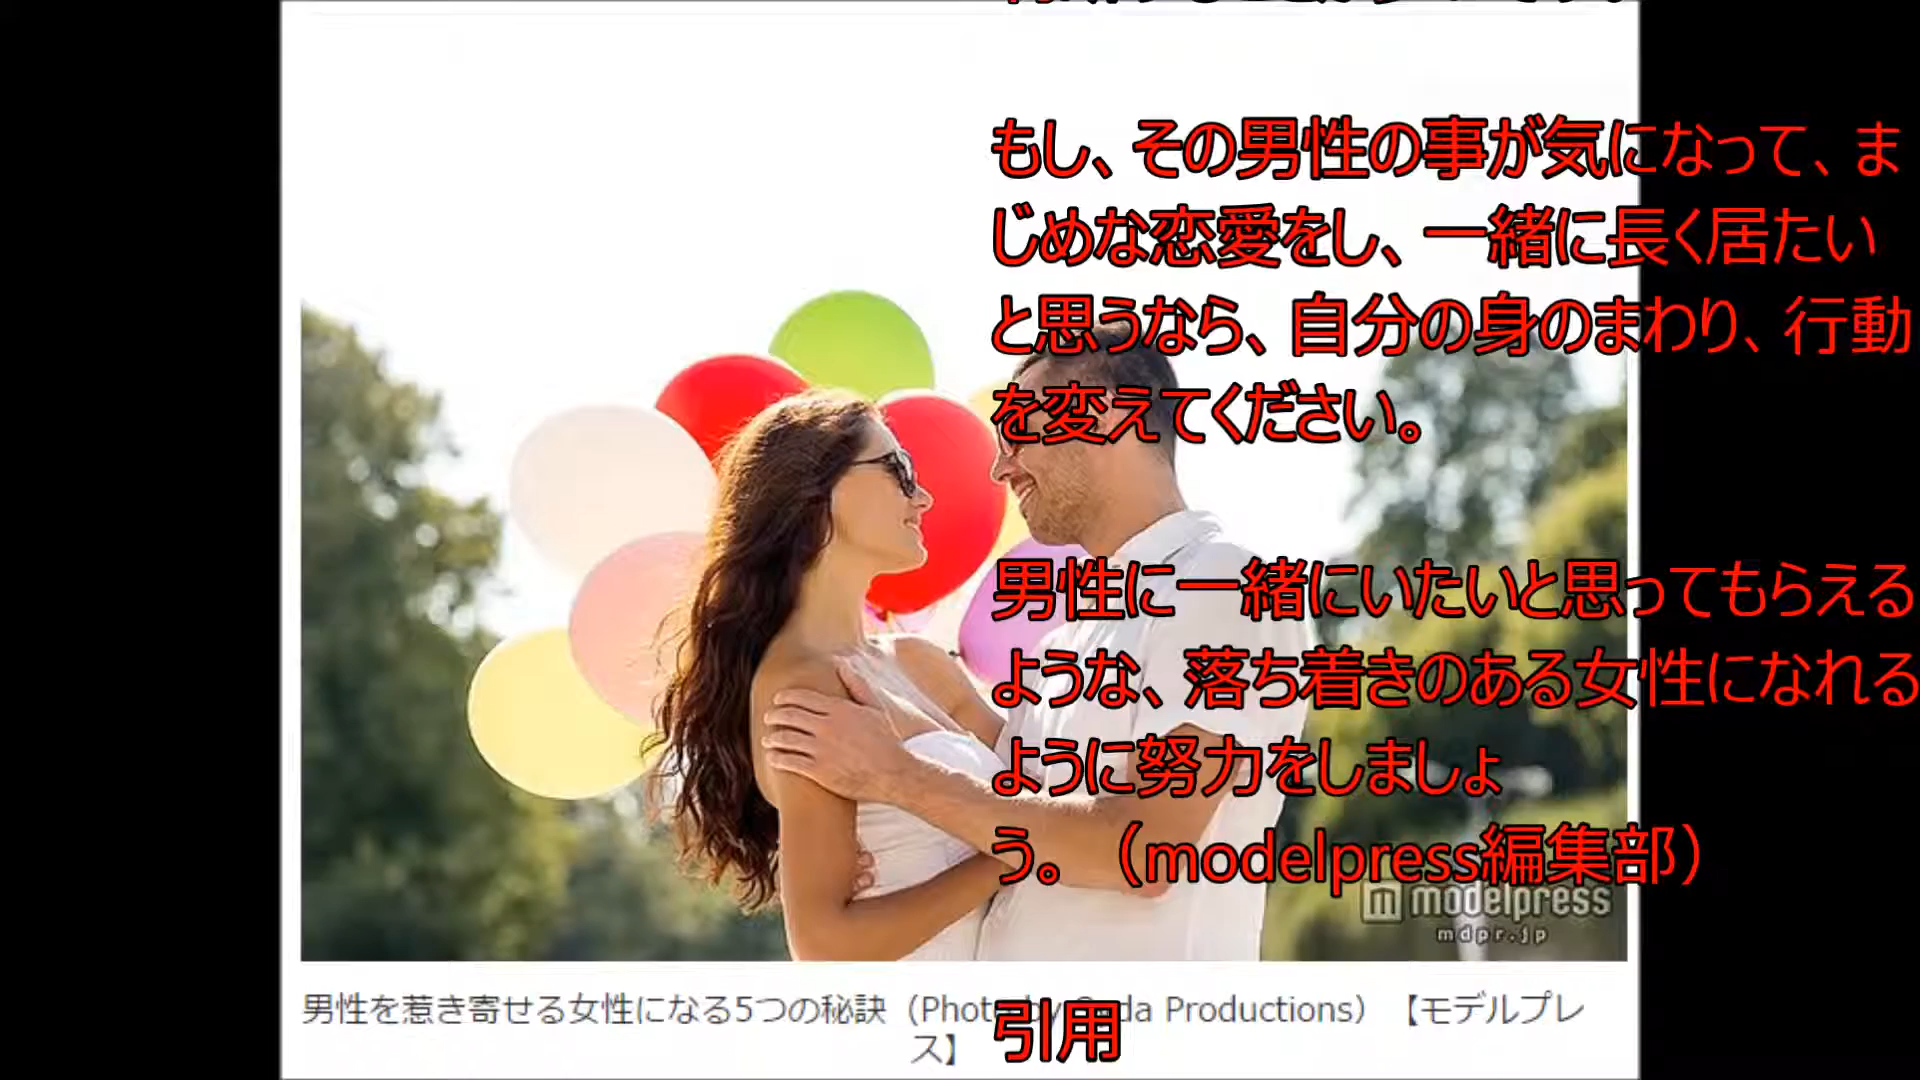 もし、その男性の事が気になって、ま
じめな恋愛をし、一緒に長く居たい
と思うなら、自分の身のまわり、行動
を変えてください。
男性に一緒にいたいと思ってもらえる
ような、落ち着きのある女性になれる
ように努力をしましょ
う。（modelpress編集部）
modelpress
mdpr.jp
男性を惹き寄せる女性になる5つの秘訣（Photo by Productions）【モデルプレ
ス】
引用